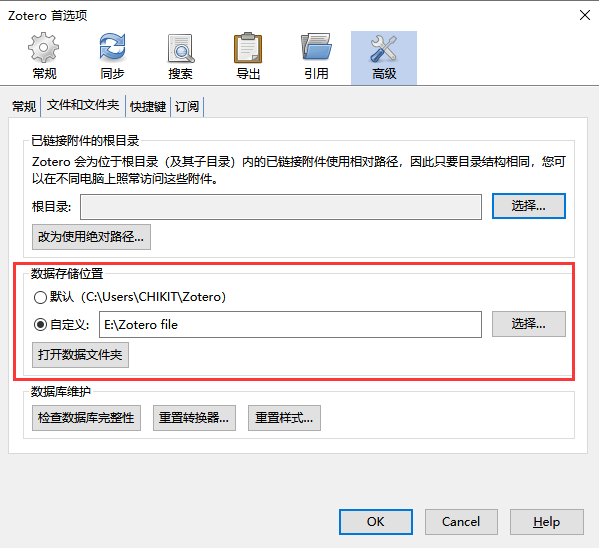 Zotero 首选项
常规 同步 搜索 导出 引用 高级
常规 文件和文件夹 快捷键 订阅
已链接附件的根目录
Zotero 会为位于根目录（及其子目录）内的已链接附件使用相对路径，因此只要目录结构相同，您可
以在不同电脑上照常访问这些附件。
根目录: 选择...
改为使用绝对路径...
数据存储位置
默认（C:\Users\CHIKIT\Zotero）
自定义: E:\Zotero file 选择...
打开数据文件夹
数据库维护
检查数据库完整性 重置转换器... 重置样式...
OK Cancel Help